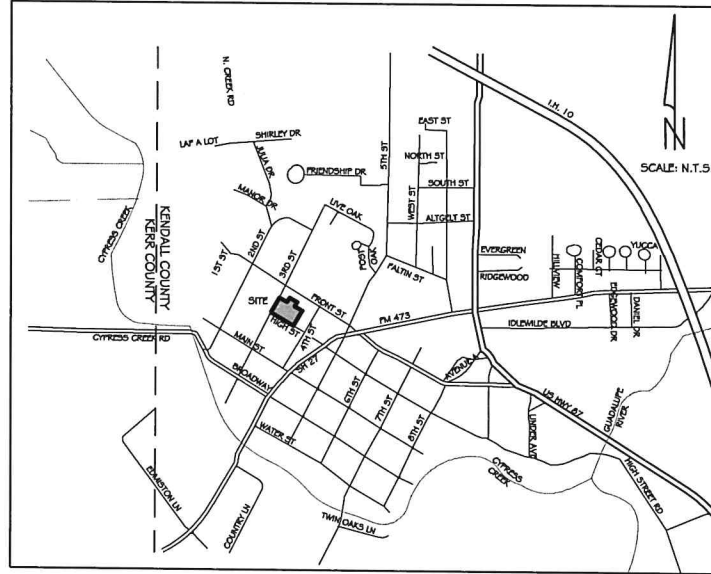 I.H. 10
N
SCALE: N.T.S
N. CREEK RD
EAST ST
LAF A LOT
SHIRLEY DR
JULIA DR
5TH ST
NORTH ST
FRIENDSHIP DR
WEST ST
SOUTH ST
MANOR DR
LIVE OAK
ALTGELT ST
CYPRESS CREEK
KENDALL COUNTY
KERR COUNTY
2ND ST
3RD ST
POST OAK
1ST ST
FALTIN ST
EVERGREEN
RIDGEWOOD
HILLVIEW
COMFORT PL
CEDAR CT
YUCCA
EDGEWOOD DR
DANIEL DR
SITE
FRONT ST
HIGH ST
4TH ST
FM 473
IDLEWILDE BLVD
CYPRESS CREEK RD
MAIN ST
SH 27
BROADWAY
AVENUE A
US HWY 87
GUADALUPE
RIVER
6TH ST
7TH ST
8TH ST
WATER ST
LINDER AVE
CYPRESS
CREEK
HIGH STREET RD
EDMISTON LN
COUNTRY LN
TWIN OAKS LN